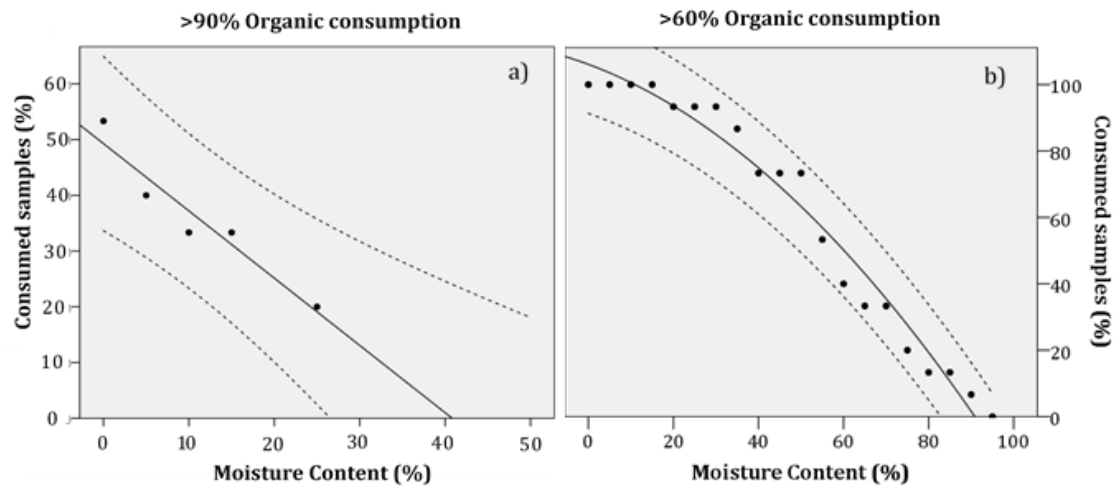 >90% Organic consumption
a)
Consumed samples (%)
60
50
40
30
20
10
0
0 10 20 30 40 50
Moisture Content (%)
>60% Organic consumption
b)
100
80
60
40
20
0
Consumed samples (%)
0 20 40 60 80 100
Moisture Content (%)